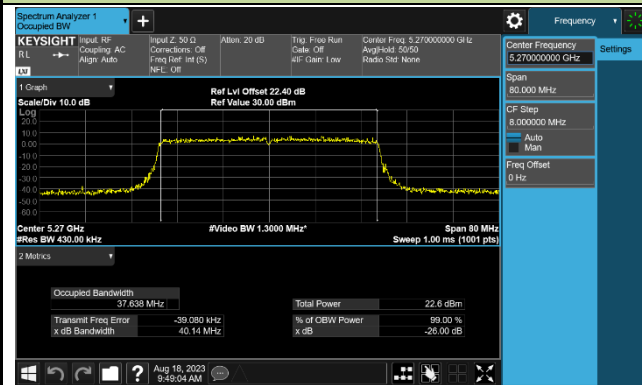 Spectrum Analyzer 1
Occupied BW
+
Frequency
KEYSIGHT
RL
LXI
Input: RF
Coupling: AC
Align: Auto
Input Z: 50 Ω
Corrections: Off
Freq Ref: Int (S)
NFE: Off
Atten: 20 dB
Trig: Free Run
Gate: Off
#IF Gain: Low
Center Freq: 5.270000000 GHz
Avg|Hold: 50/50
Radio Std: None
Center Frequency
5.270000000 GHz
Settings
Span
80.000 MHz
CF Step
8.000000 MHz
Auto
Man
Freq Offset
0 Hz
1 Graph
Scale/Div 10.0 dB
Ref Lvl Offset 22.40 dB
Ref Value 30.00 dBm
Log
20.0
10.0
0.00
-10.0
-20.0
-30.0
-40.0
-50.0
-60.0
Center 5.27 GHz
#Video BW 1.3000 MHz*
Span 80 MHz
#Res BW 430.00 kHz
Sweep 1.00 ms (1001 pts)
2 Metrics
Occupied Bandwidth
37.638 MHz
Total Power 22.6 dBm
Transmit Freq Error -39.080 kHz
% of OBW Power 99.00 %
x dB Bandwidth 40.14 MHz
x dB -26.00 dB
?
Aug 18, 2023
9:49:04 AM